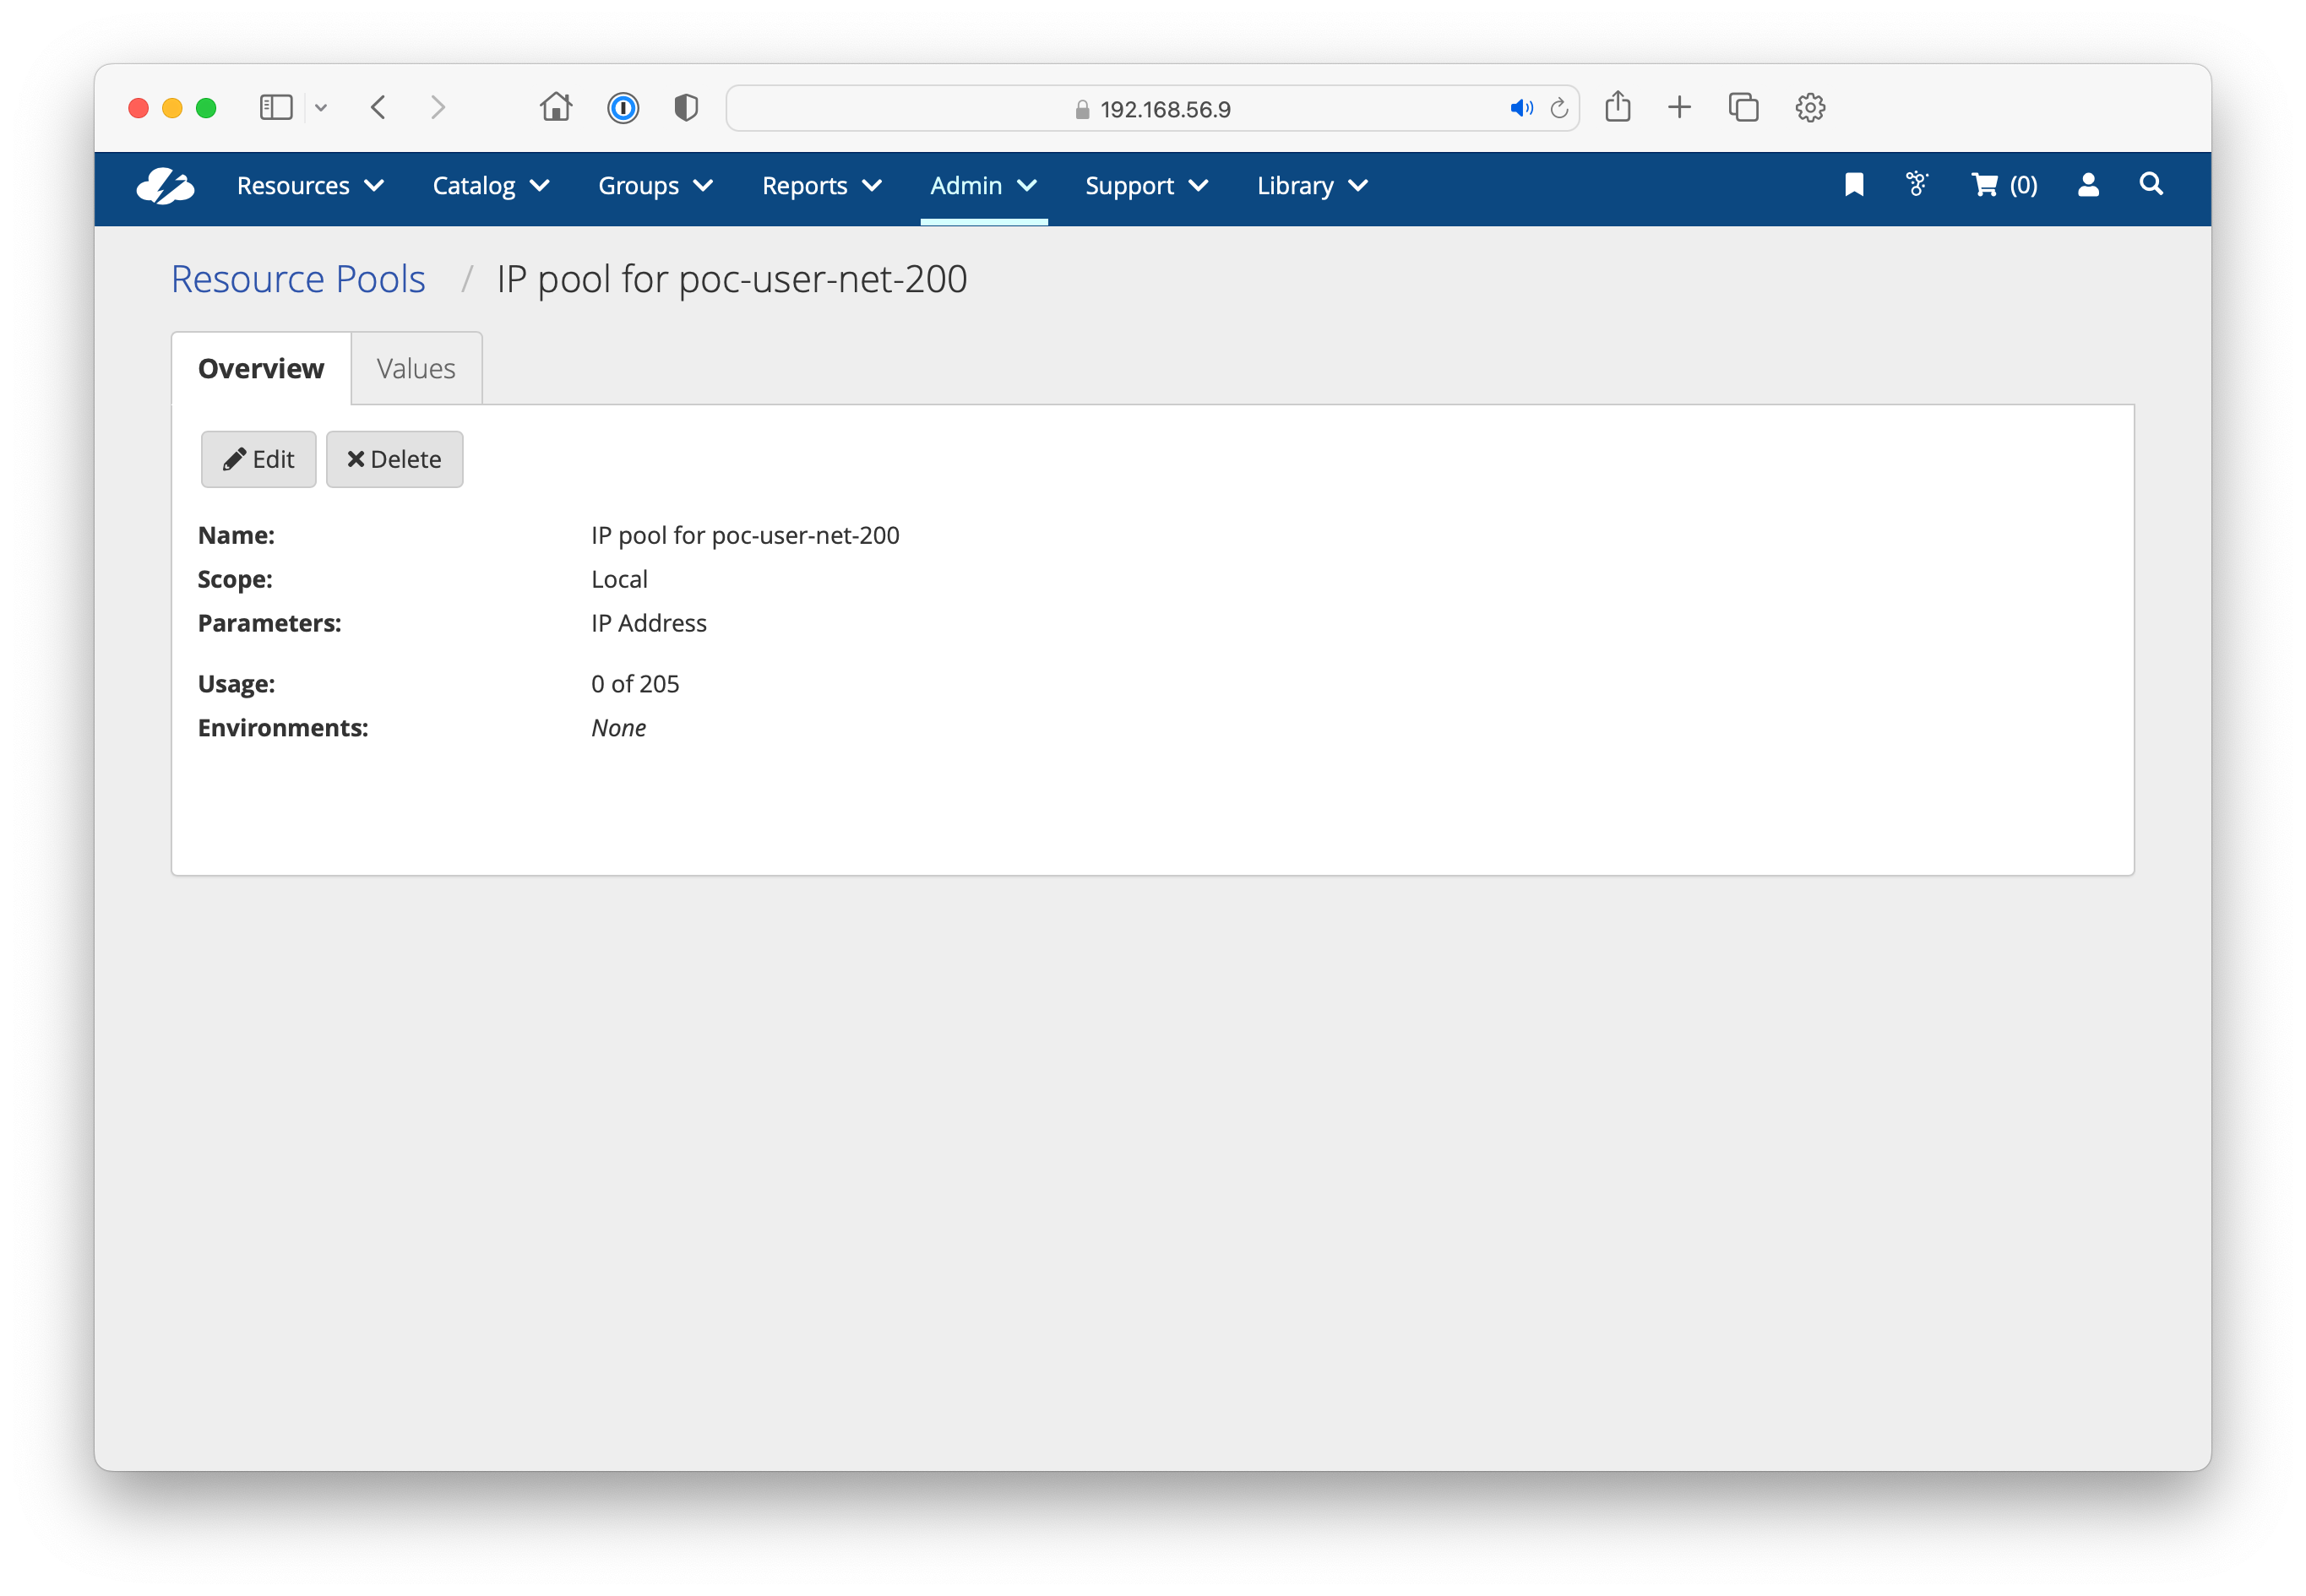 192.168.56.9
Resources Catalog Groups Reports Admin Support Library (0)
Resource Pools / IP pool for poc-user-net-200
Overview Values
Edit Delete
Name: IP pool for poc-user-net-200
Scope: Local
Parameters: IP Address
Usage: 0 of 205
Environments: None